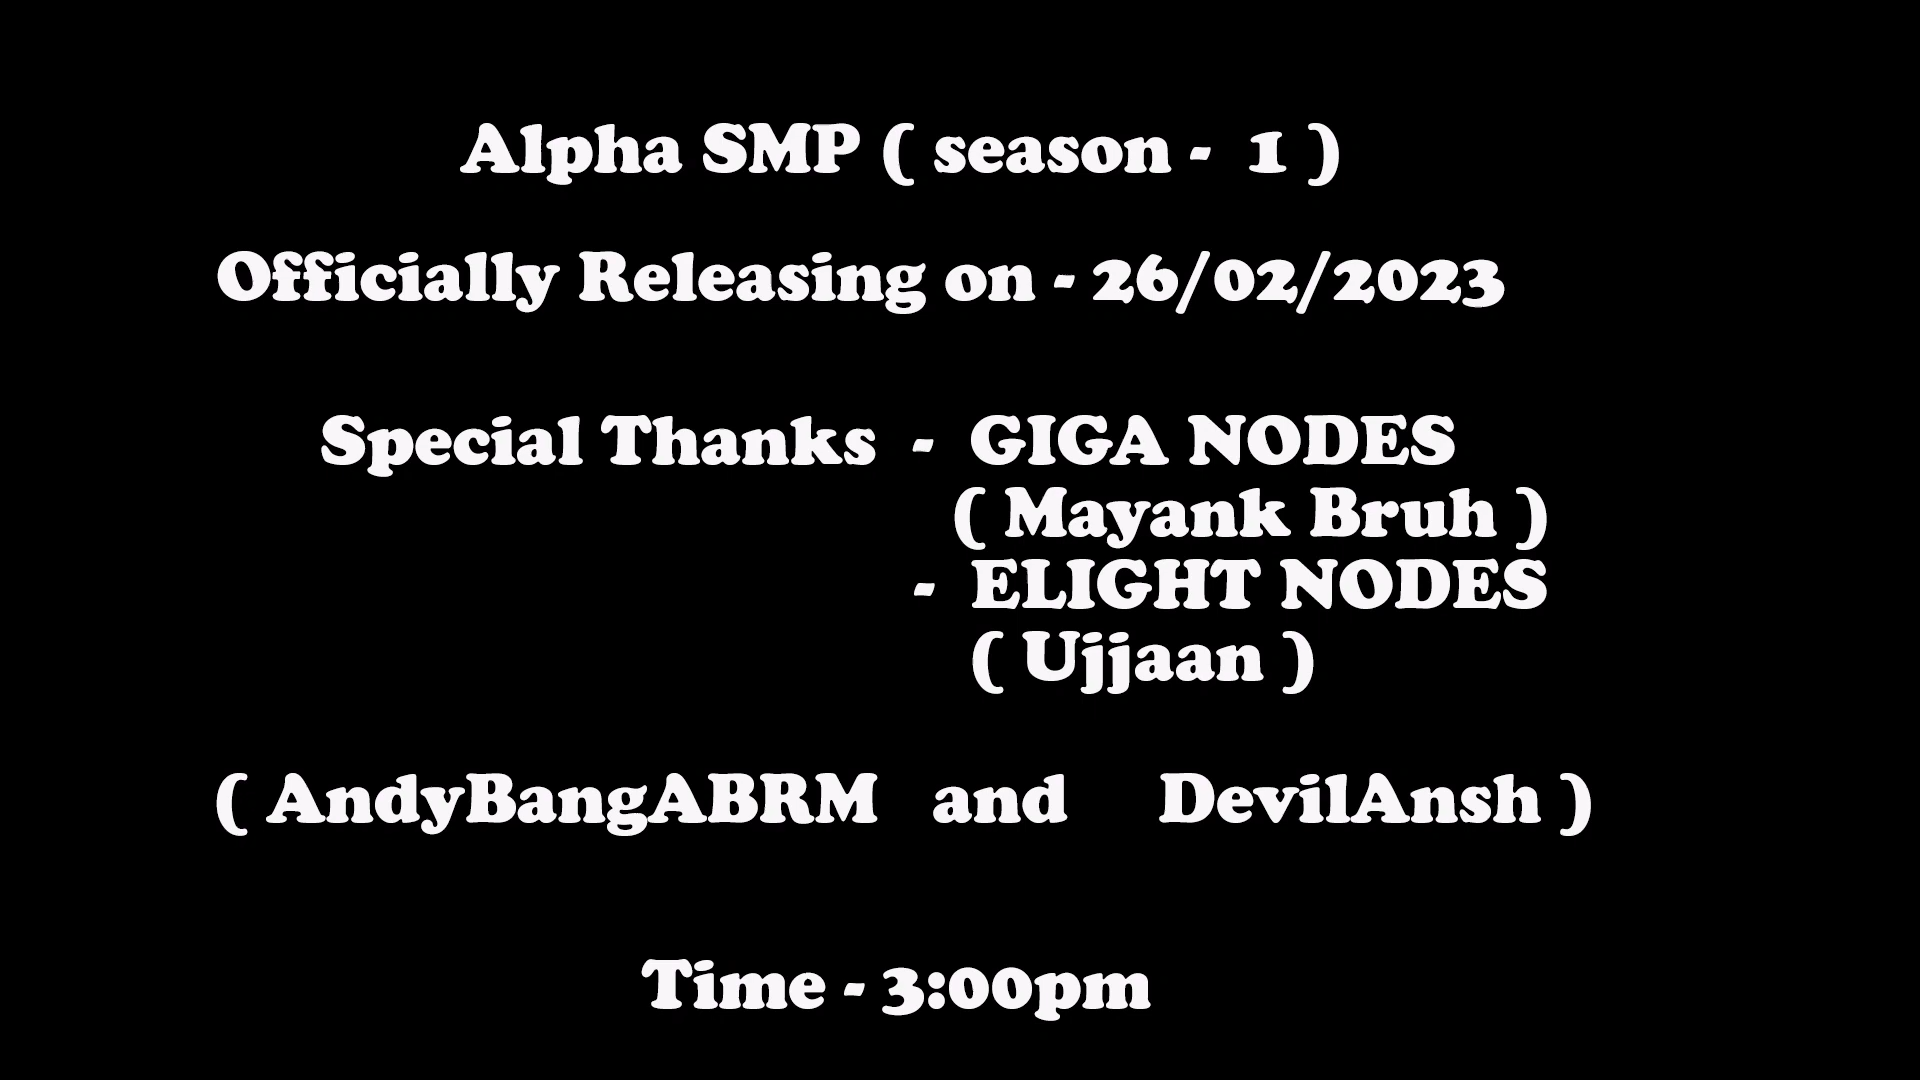 Alpha SMP ( season - 1 )
Officially Releasing on - 26/02/2023
Special Thanks - GIGA NODES
( Mayank Bruh )
- ELIGHT NODES
( Ujjaan )
( AndyBangABRM and DevilAnsh )
Time - 3:00pm